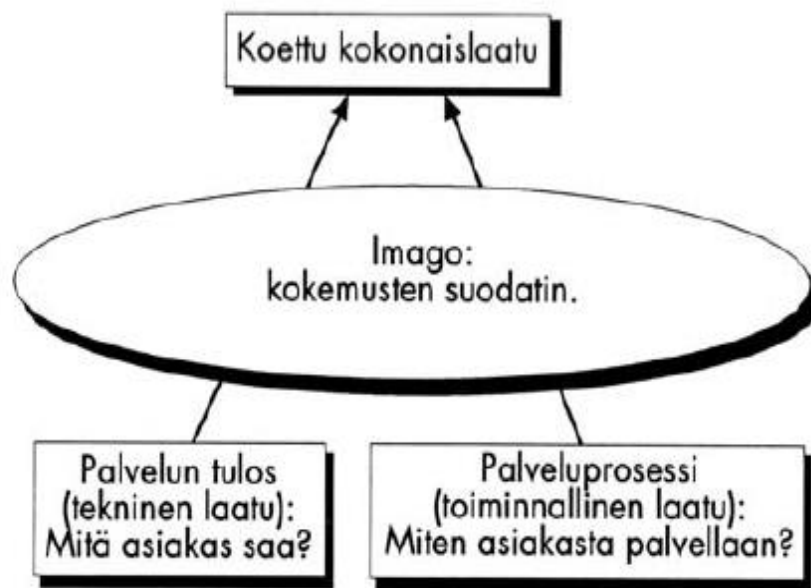 Koettu kokonaislaatu
Imago:
kokemusten suodatin.
Palvelun tulos
(tekninen laatu):
Mitä asiakas saa?
Palveluprosessi
(toiminnallinen laatu):
Miten asiakasta palvellaan?